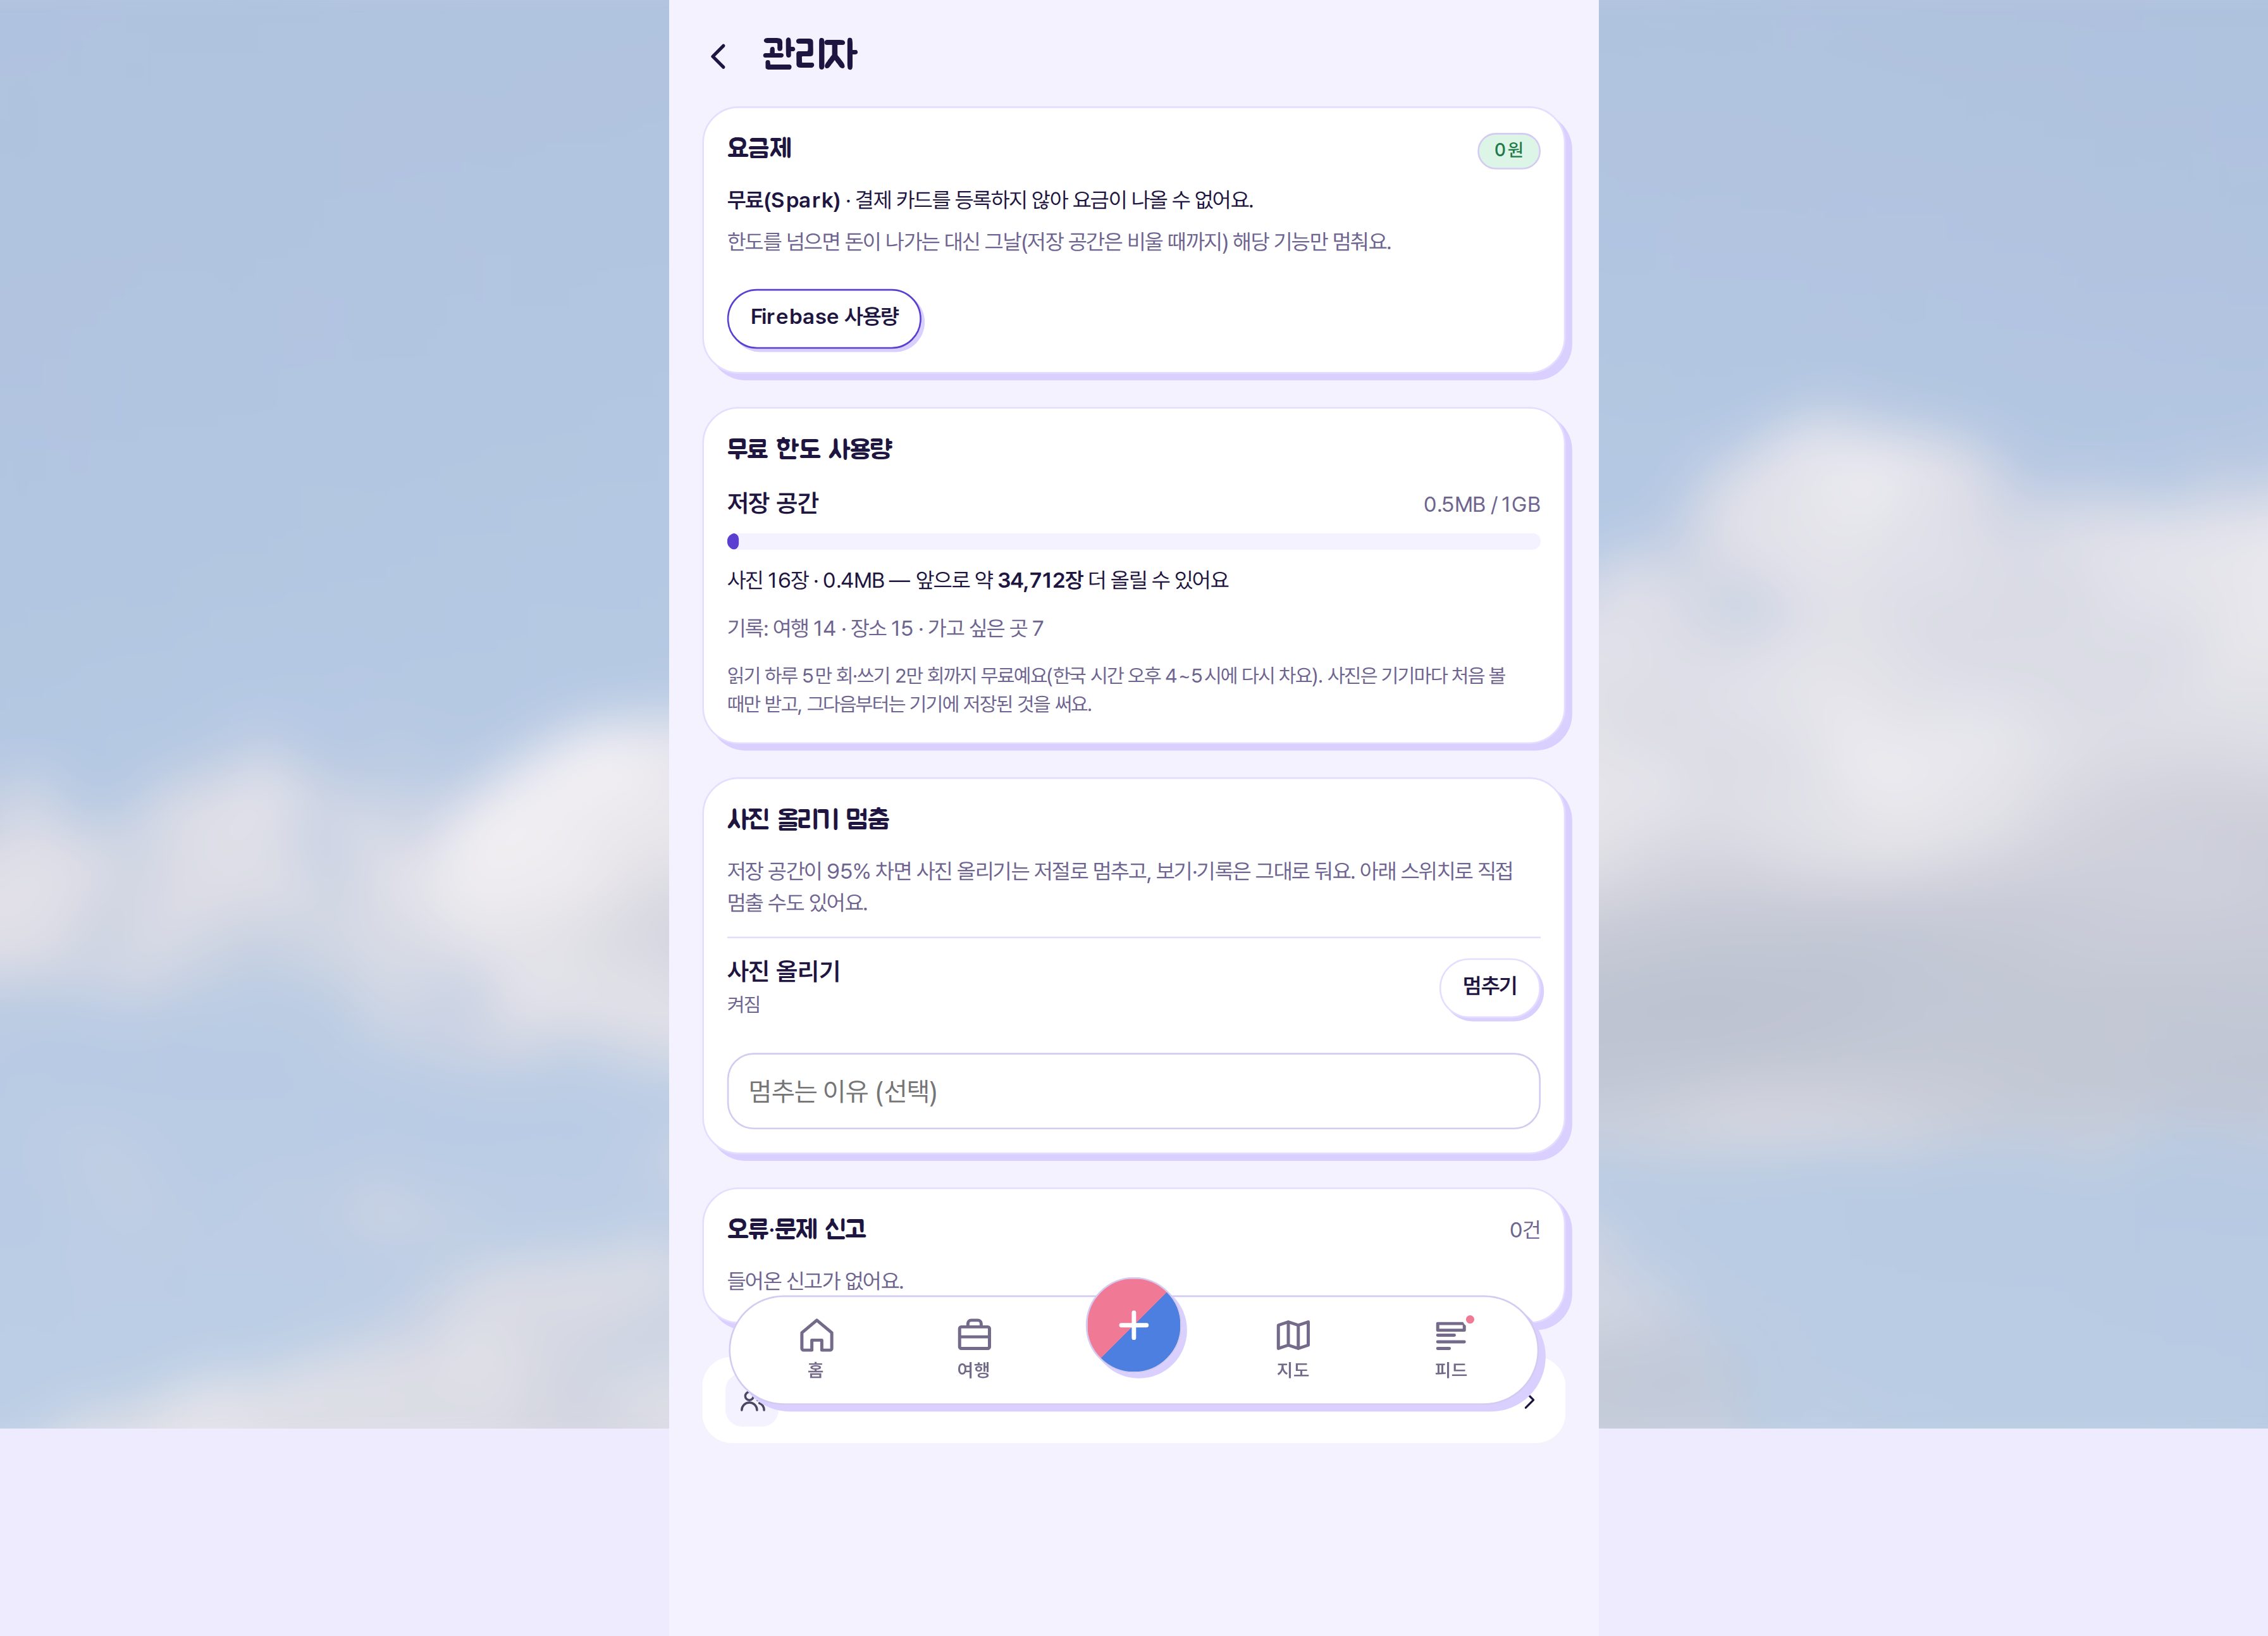 관리자
요금제
0원
무료(Spark) · 결제 카드를 등록하지 않아 요금이 나올 수 없어요.
한도를 넘으면 돈이 나가는 대신 그날(저장 공간은 비울 때까지) 해당 기능만 멈춰요.
Firebase 사용량
무료 한도 사용량
저장 공간
0.5MB / 1GB
사진 16장 · 0.4MB — 앞으로 약 34,712장 더 올릴 수 있어요
기록: 여행 14 · 장소 15 · 가고 싶은 곳 7
읽기 하루 5만 회·쓰기 2만 회까지 무료예요(한국 시간 오후 4~5시에 다시 차요). 사진은 기기마다 처음 볼
때만 받고, 그다음부터는 기기에 저장된 것을 써요.
사진 올리기 멈춤
저장 공간이 95% 차면 사진 올리기는 저절로 멈추고, 보기·기록은 그대로 둬요. 아래 스위치로 직접
멈출 수도 있어요.
사진 올리기
켜짐
멈추기
멈추는 이유 (선택)
오류·문제 신고
0건
들어온 신고가 없어요.
홈
여행
지도
피드